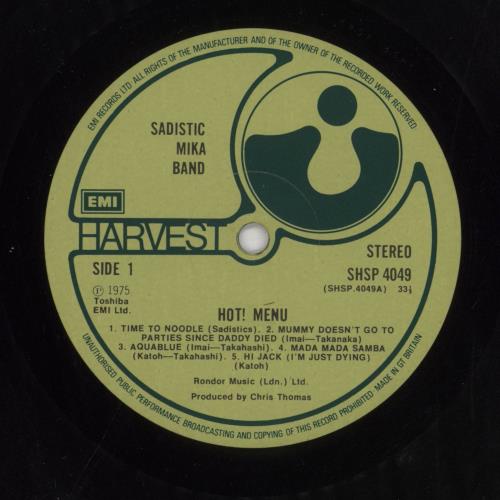 EMI RECORDS LTD. ALL RIGHTS OF THE MANUFACTURER AND OF THE OWNER OF THE RECORDED WORK RESERVED.
SADISTIC
MIKA
BAND
EMI
HARVEST
SIDE 1
Ⓟ 1975
Toshiba
EMI Ltd.
STEREO
SHSP 4049
(SHSP.4049A) 33⅓
HOT! MENU
1. TIME TO NOODLE (Sadistics). 2. MUMMY DOESN'T GO TO
PARTIES SINCE DADDY DIED (Imai—Takanaka)
3. AQUABLUE (Imai—Takahashi). 4. MADA MADA SAMBA
(Katoh—Takahashi). 5. HI JACK (I'M JUST DYING)
(Katoh)
Rondor Music (Ldn.) Ltd.
Produced by Chris Thomas
UNAUTHORISED PUBLIC PERFORMANCE BROADCASTING AND COPYING OF THIS RECORD PROHIBITED. MADE IN GT BRITAIN